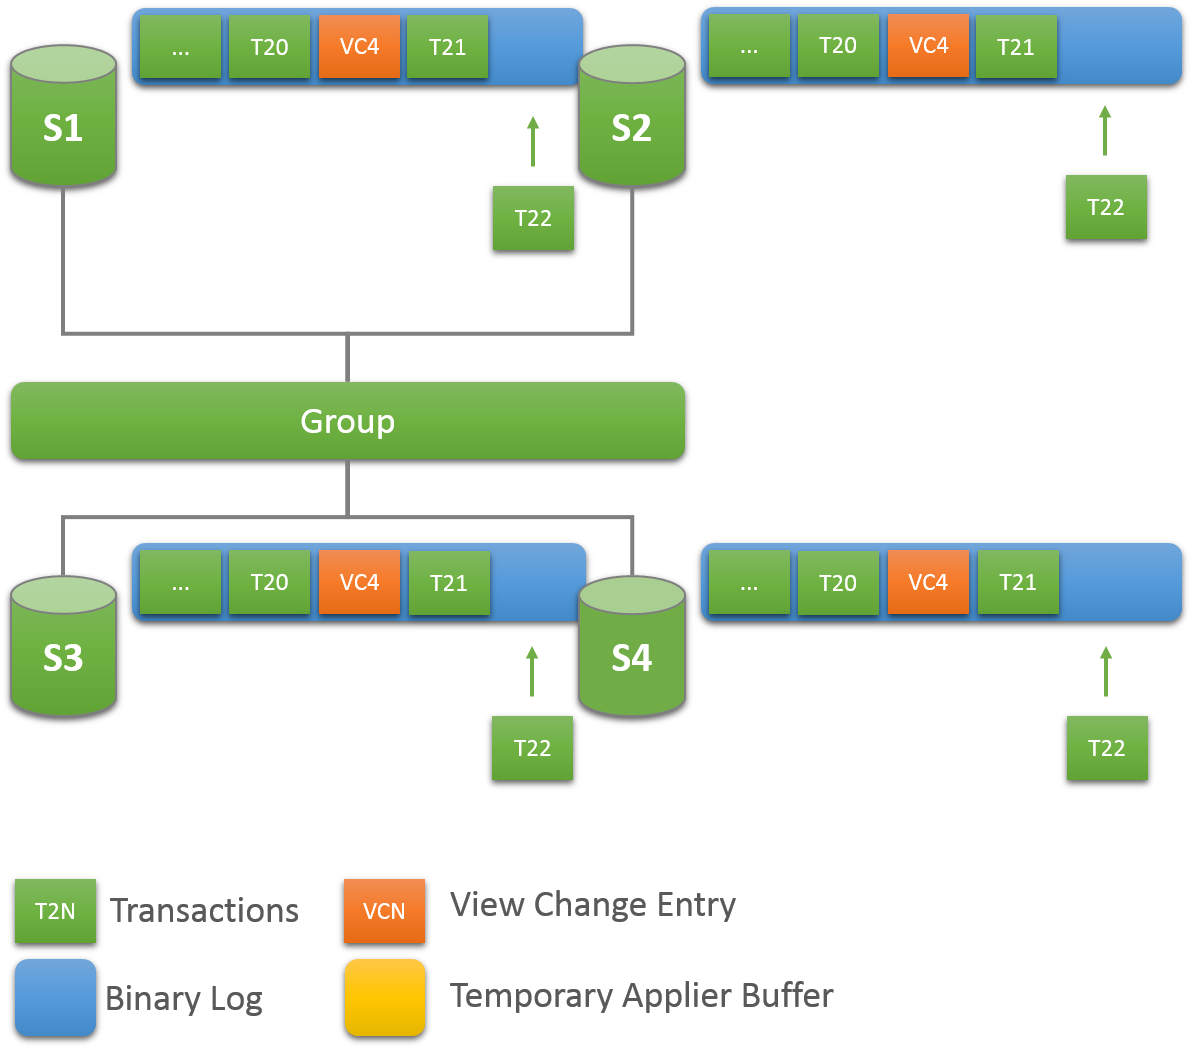 ... T20 VC4 T21
... T20 VC4 T21
S1
S2
T22
T22
Group
... T20 VC4 T21
... T20 VC4 T21
S3
S4
T22
T22
T2N Transactions
VCN View Change Entry
Binary Log
Temporary Applier Buffer